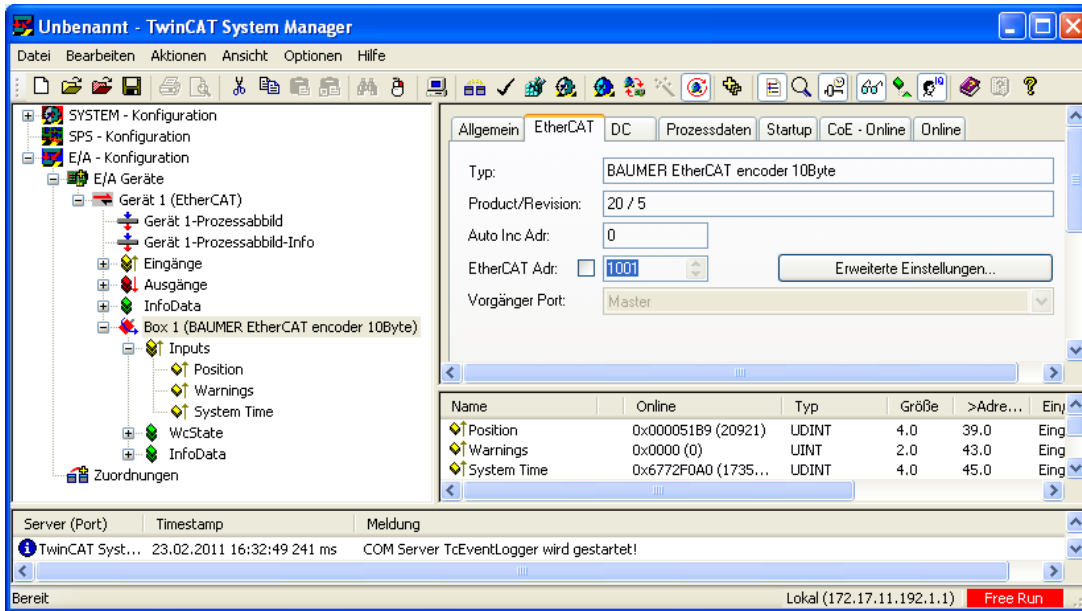 Unbenannt - TwinCAT System Manager
Datei Bearbeiten Aktionen Ansicht Optionen Hilfe
SYSTEM - Konfiguration
SPS - Konfiguration
E/A - Konfiguration
E/A Geräte
Gerät 1 (EtherCAT)
Gerät 1-Prozessabbild
Gerät 1-Prozessabbild-Info
Eingänge
Ausgänge
InfoData
Box 1 (BAUMER EtherCAT encoder 10Byte)
Inputs
Position
Warnings
System Time
WcState
InfoData
Zuordnungen
Allgemein EtherCAT DC Prozessdaten Startup CoE - Online Online
Typ: BAUMER EtherCAT encoder 10Byte
Product/Revision: 20 / 5
Auto Inc Adr: 0
EtherCAT Adr: 1001 Erweiterte Einstellungen...
Vorgänger Port: Master
Name Online Typ Größe >Adre... Ein/
Position 0x000051B9 (20921) UDINT 4.0 39.0 Eing
Warnings 0x0000 (0) UINT 2.0 43.0 Eing
System Time 0x6772F0A0 (1735... UDINT 4.0 45.0 Eing
Server (Port) Timestamp Meldung
TwinCAT Syst... 23.02.2011 16:32:49 241 ms COM Server TcEventLogger wird gestartet!
Bereit Lokal (172.17.11.192.1.1) Free Run